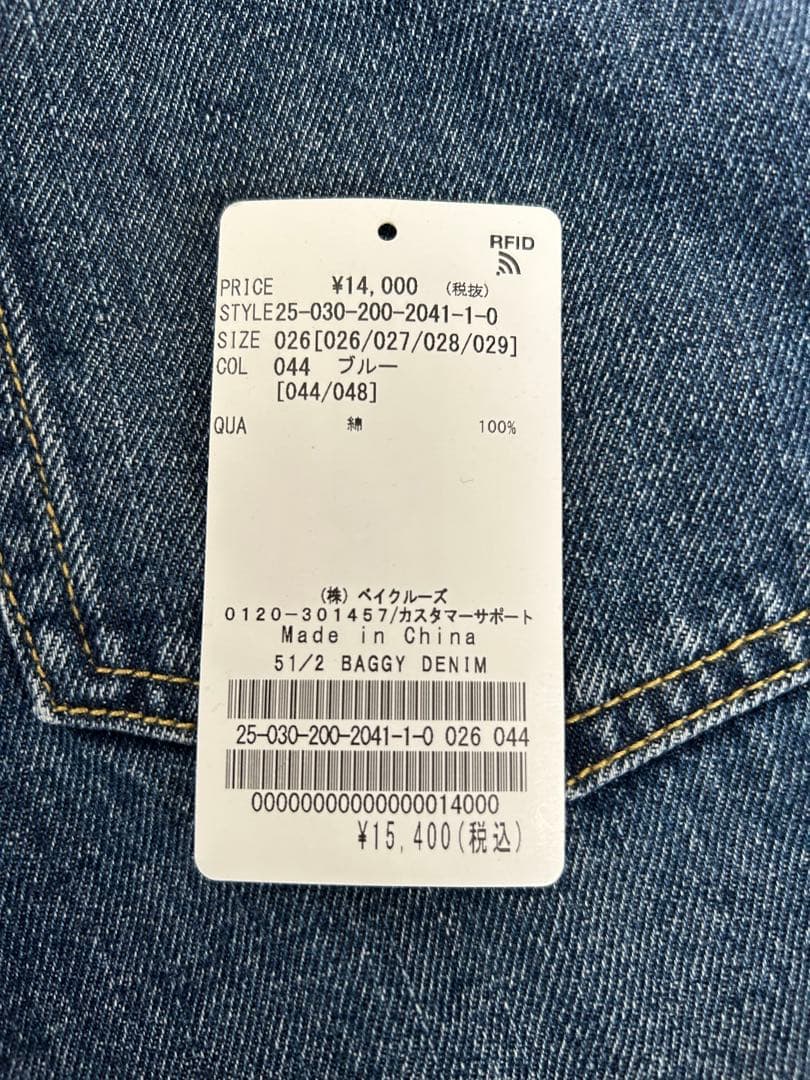 RFID
PRICE ¥14,000 (税抜)
STYLE25-030-200-2041-1-0
SIZE 026[026/027/028/029]
COL 044 ブルー
[044/048]
QUA 綿 100%
(株) ベイクルーズ
0120-301457/カスタマーサポート
Made in China
51/2 BAGGY DENIM
25-030-200-2041-1-0 026 044
00000000000000014000
¥15,400(税込)